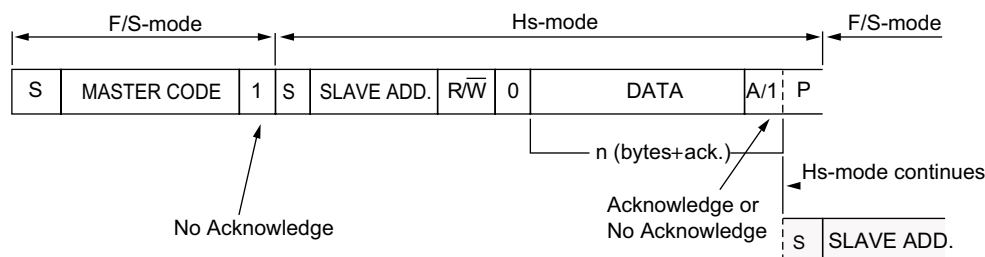 F/S-mode Hs-mode F/S-mode
S MASTER CODE 1 S SLAVE ADD. R/W̅ 0 DATA A/1 P
n (bytes+ack.)
Hs-mode continues
No Acknowledge
Acknowledge or
No Acknowledge
S SLAVE ADD.